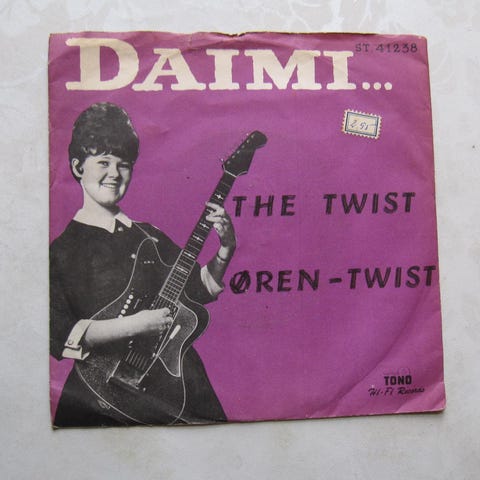 DAIMI...
ST. 41238
THE TWIST
ØREN-TWIST
TONO
Hi-Fi Records